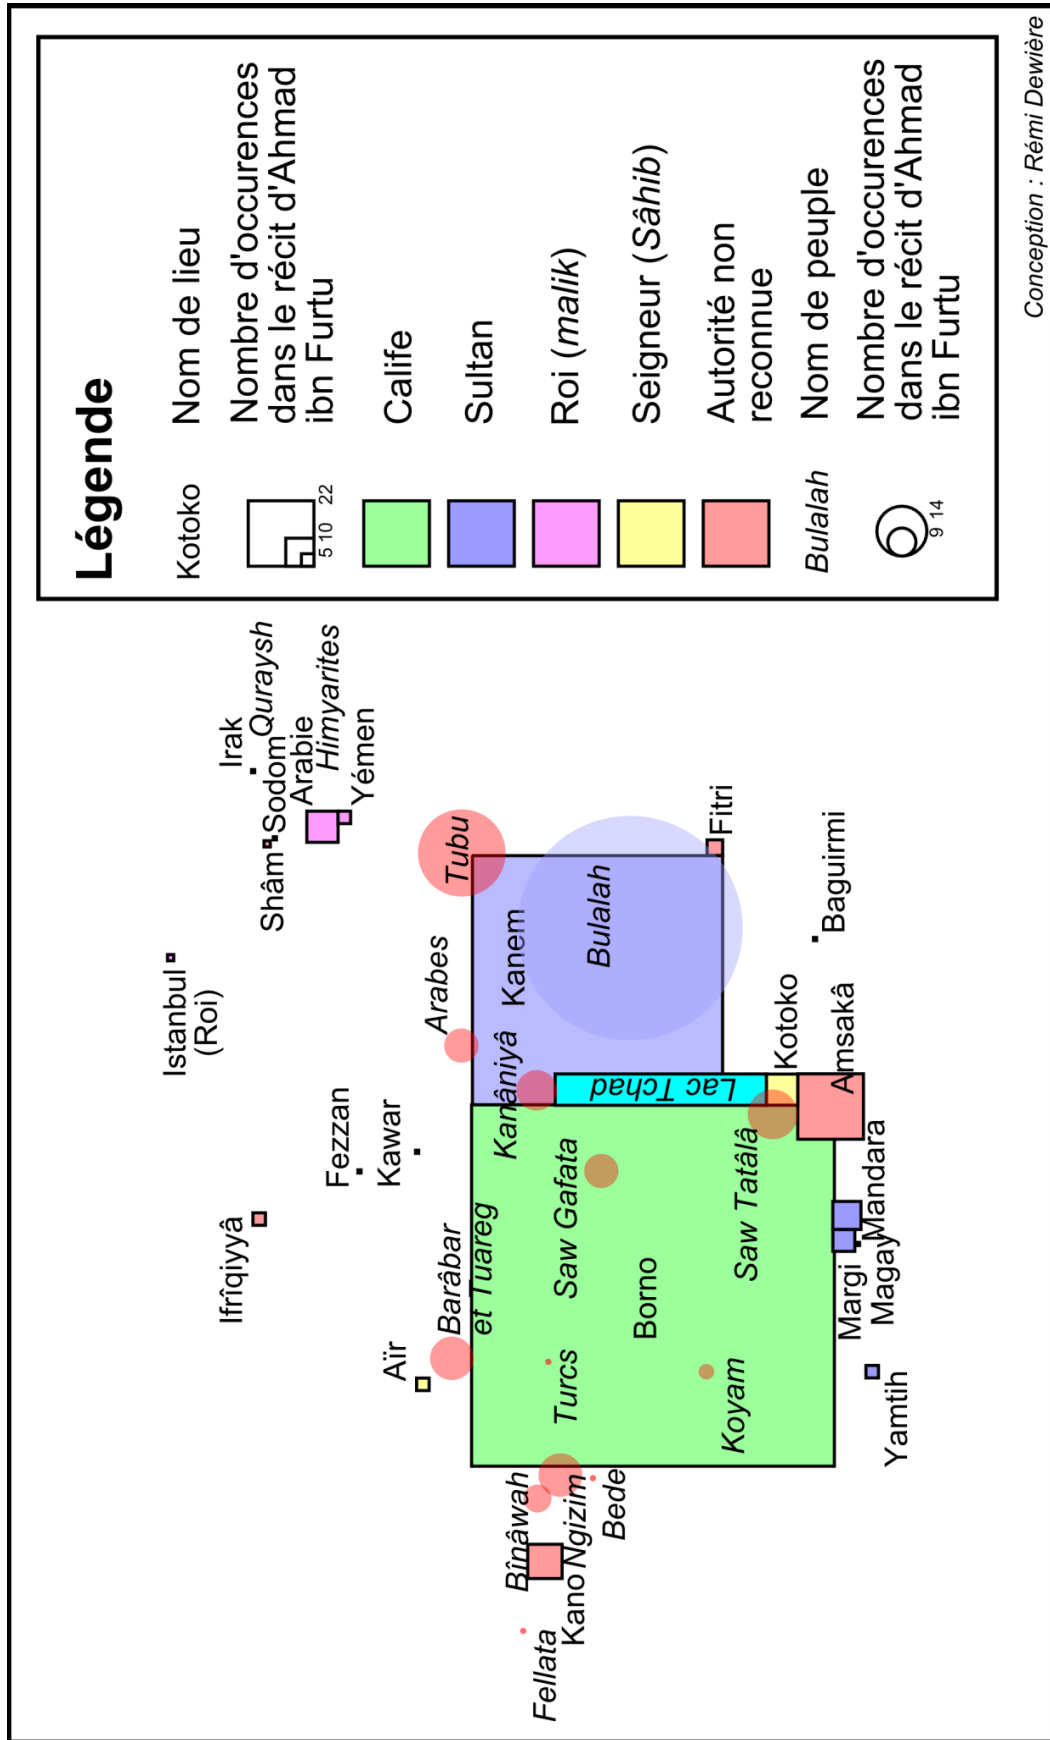 Istanbul
(Roi)
Irak
Quraysh
Shâm
Sodom
Arabie
Himyarites
Yémen
Ifrîqiyyâ
Fezzan
Kawar
Aïr
Barâbar
et Tuareg
Arabes
Tubu
Kanâniyâ
Kanem
Bulalah
Fitri
Baguirmi
Lac Tchad
Kotoko
Amsakâ
Saw Gafata
Saw Tatâlâ
Borno
Turcs
Koyam
Bînâwah
Ngizim
Bede
Kano
Fellata
Yamtih
Margi
Magay
Mandara
Légende
Kotoko
Nom de lieu
5 10 22
Nombre d'occurences
dans le récit d'Ahmad
ibn Furtu
Calife
Sultan
Roi (malik)
Seigneur (Sâhib)
Autorité non
reconnue
Bulalah
Nom de peuple
9 14
Nombre d'occurences
dans le récit d'Ahmad
ibn Furtu
Conception : Rémi Dewière